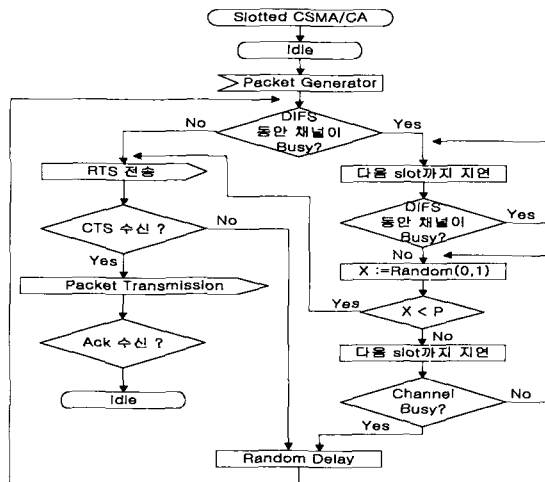 Slotted CSMA/CA
Idle
Packet Generator
DIFS
동안 채널이
Busy?
No
Yes
RTS 전송
다음 slot까지 지연
CTS 수신 ?
No
DIFS
동안 채널이
Busy?
Yes
Yes
No
Packet Transmission
X :=Random(0,1)
Yes
X < P
Ack 수신 ?
No
다음 slot까지 지연
Idle
Channel
Busy?
No
Yes
Random Delay